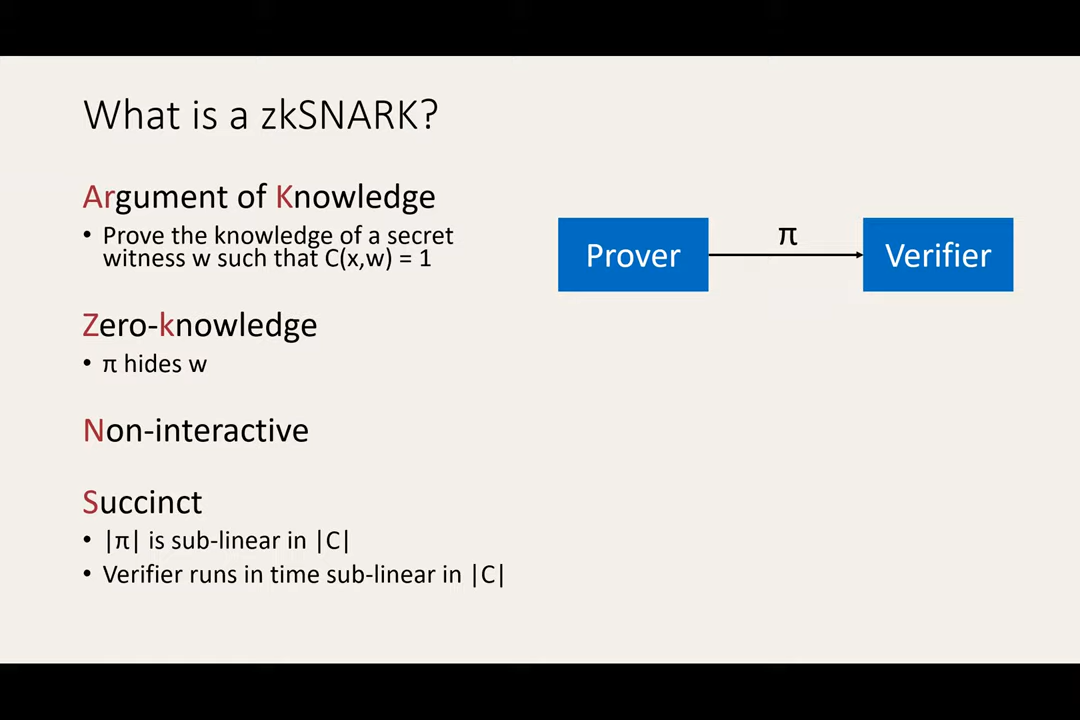 What is a zkSNARK?
Argument of Knowledge
• Prove the knowledge of a secret
witness w such that C(x,w) = 1
Zero-knowledge
• π hides w
Non-interactive
Succinct
• |π| is sub-linear in |C|
• Verifier runs in time sub-linear in |C|
Prover
π
Verifier